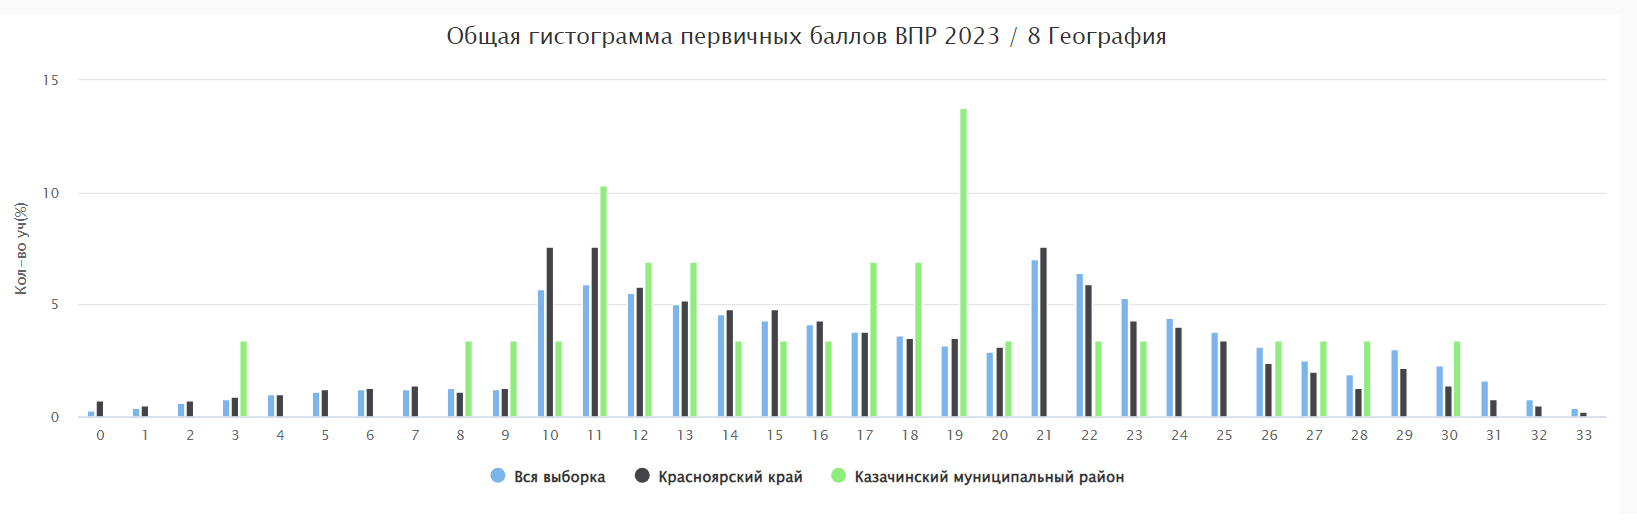 Общая гистограмма первичных баллов ВПР 2023 / 8 География
Кол-во уч(%)
15
10
5
0
0 1 2 3 4 5 6 7 8 9 10 11 12 13 14 15 16 17 18 19 20 21 22 23 24 25 26 27 28 29 30 31 32 33
Вся выборка Красноярский край Казачинский муниципальный район